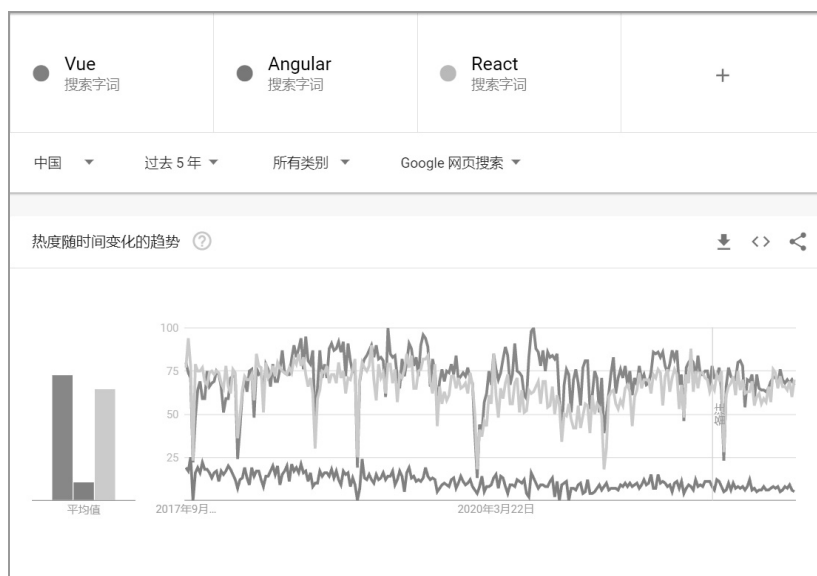 Vue
搜索字词
Angular
搜索字词
React
搜索字词
+
中国
过去 5 年
所有类别
Google 网页搜索
热度随时间变化的趋势
?
100
75
50
25
备注
平均值
2017年9月...
2020年3月22日